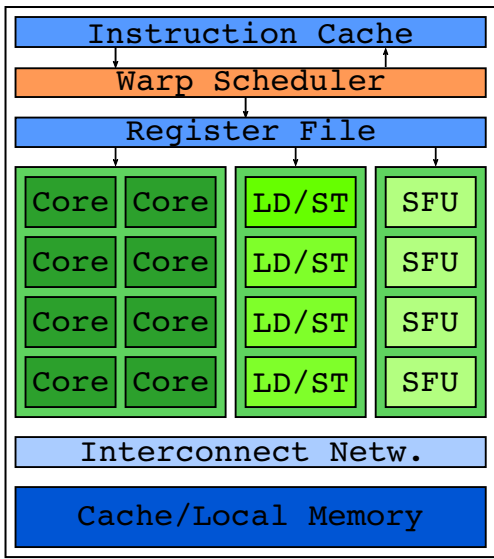 Instruction Cache
Warp Scheduler
Register File
Core Core LD/ST SFU
Core Core LD/ST SFU
Core Core LD/ST SFU
Core Core LD/ST SFU
Interconnect Netw.
Cache/Local Memory